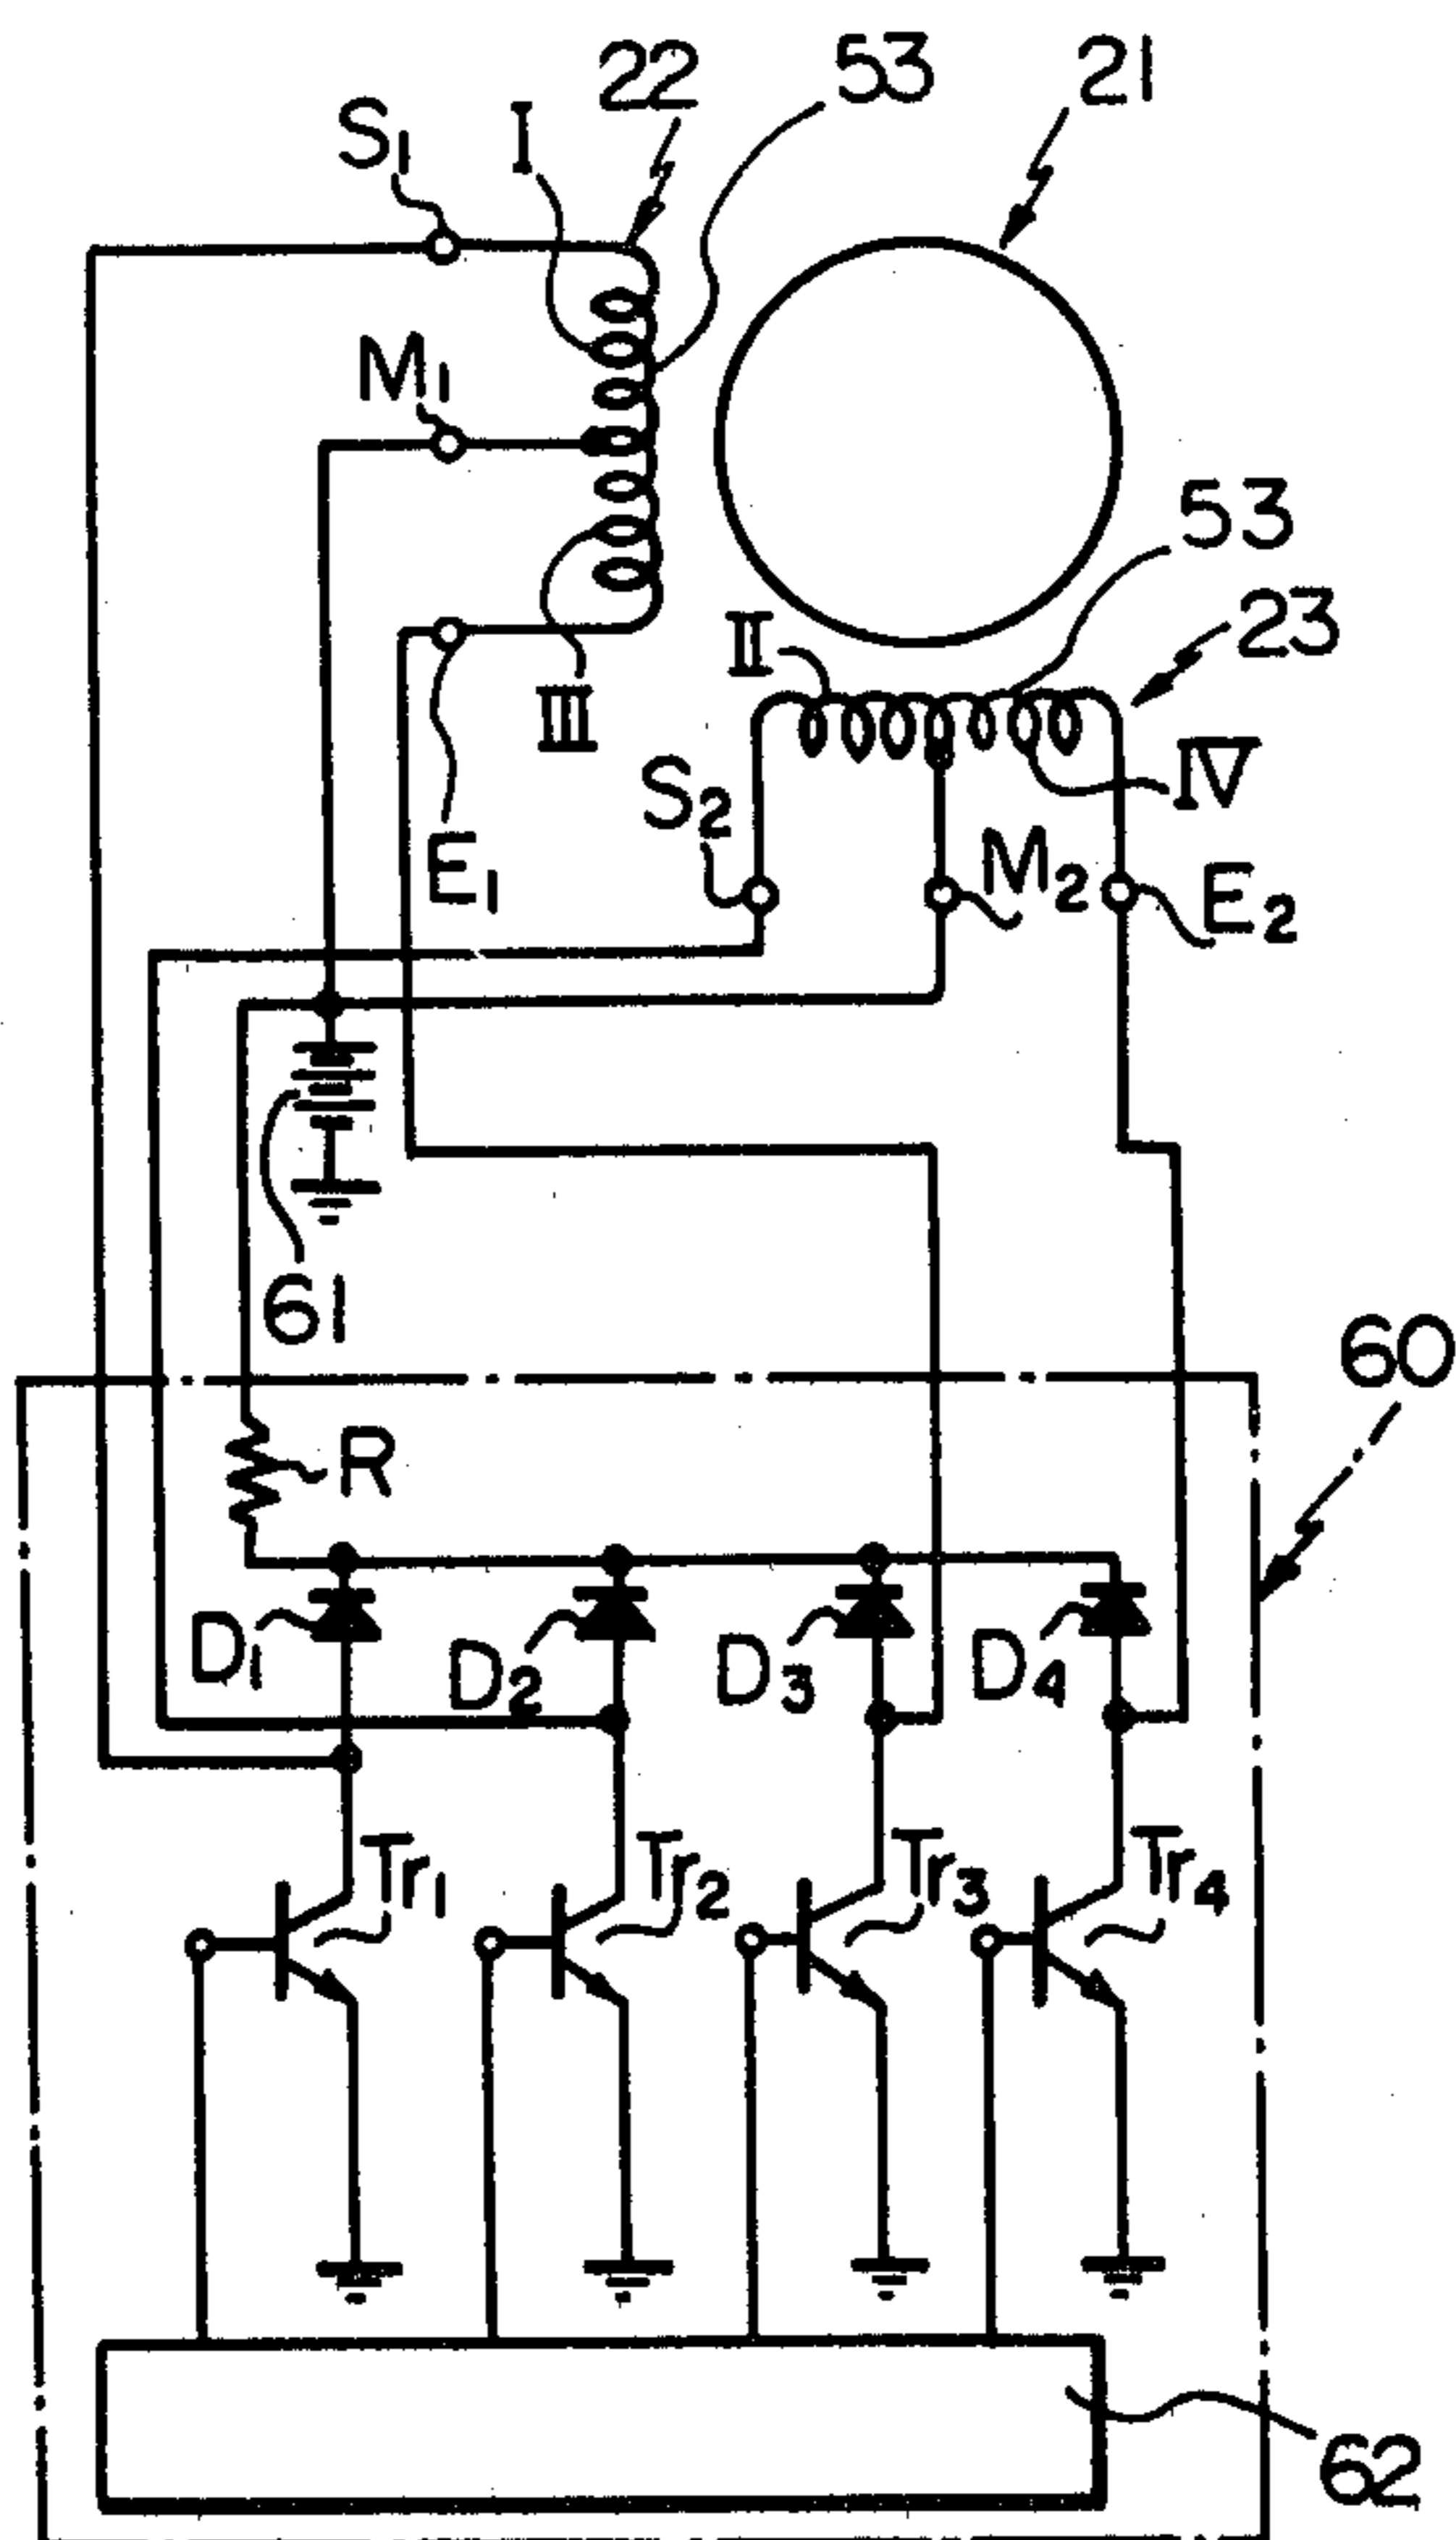 22 53 21
S₁ I
M₁
53
II 23
III
S₂ IV
E₁ M₂ E₂
61
60
R
D₁ D₂ D₃ D₄
Tr₁ Tr₂ Tr₃ Tr₄
62